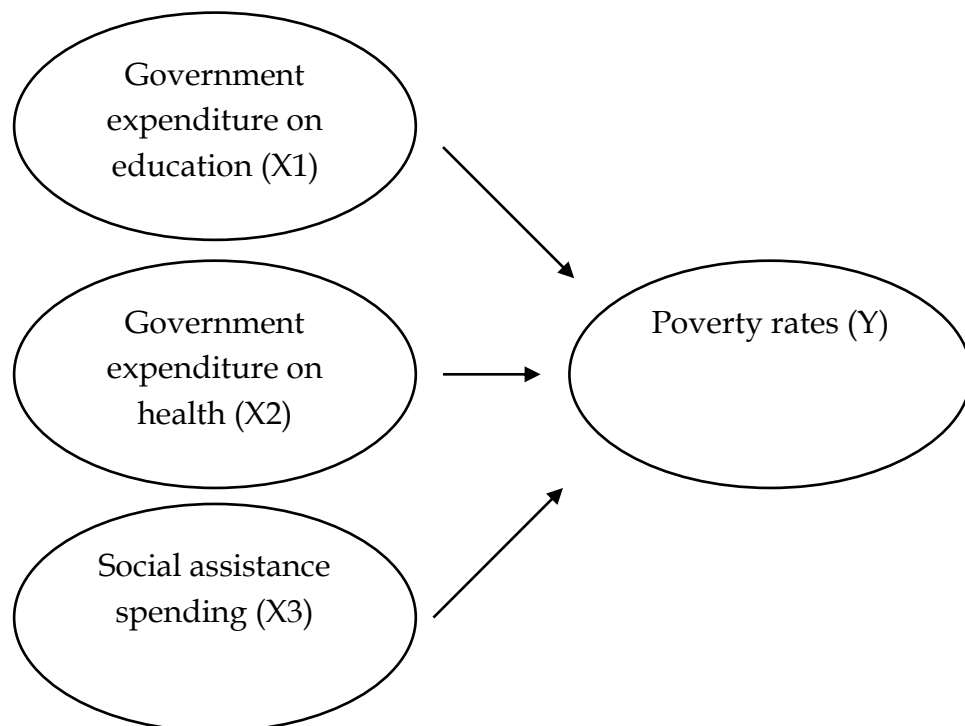 Government
expenditure on
education (X1)
Government
expenditure on
health (X2)
Poverty rates (Y)
Social assistance
spending (X3)